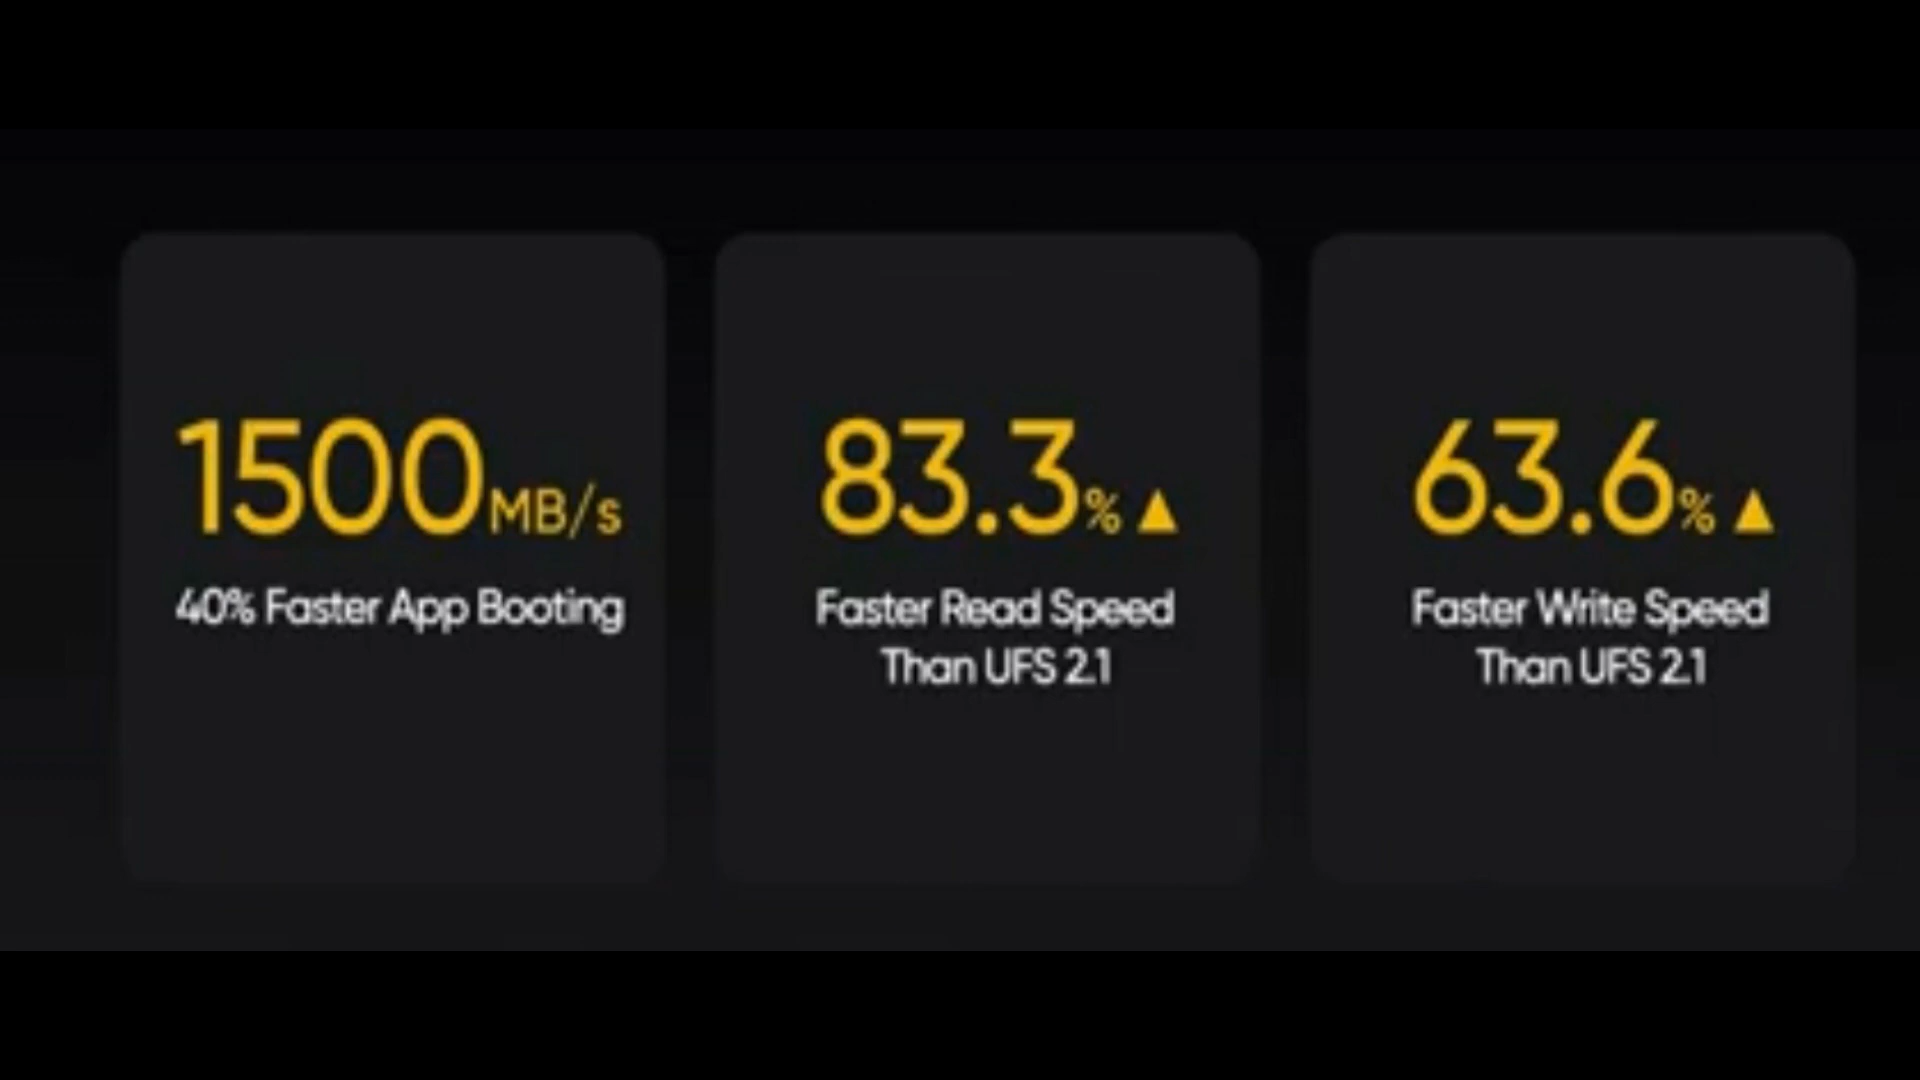 1500MB/s
40% Faster App Booting
83.3% ▲
Faster Read Speed
Than UFS 2.1
63.6% ▲
Faster Write Speed
Than UFS 2.1